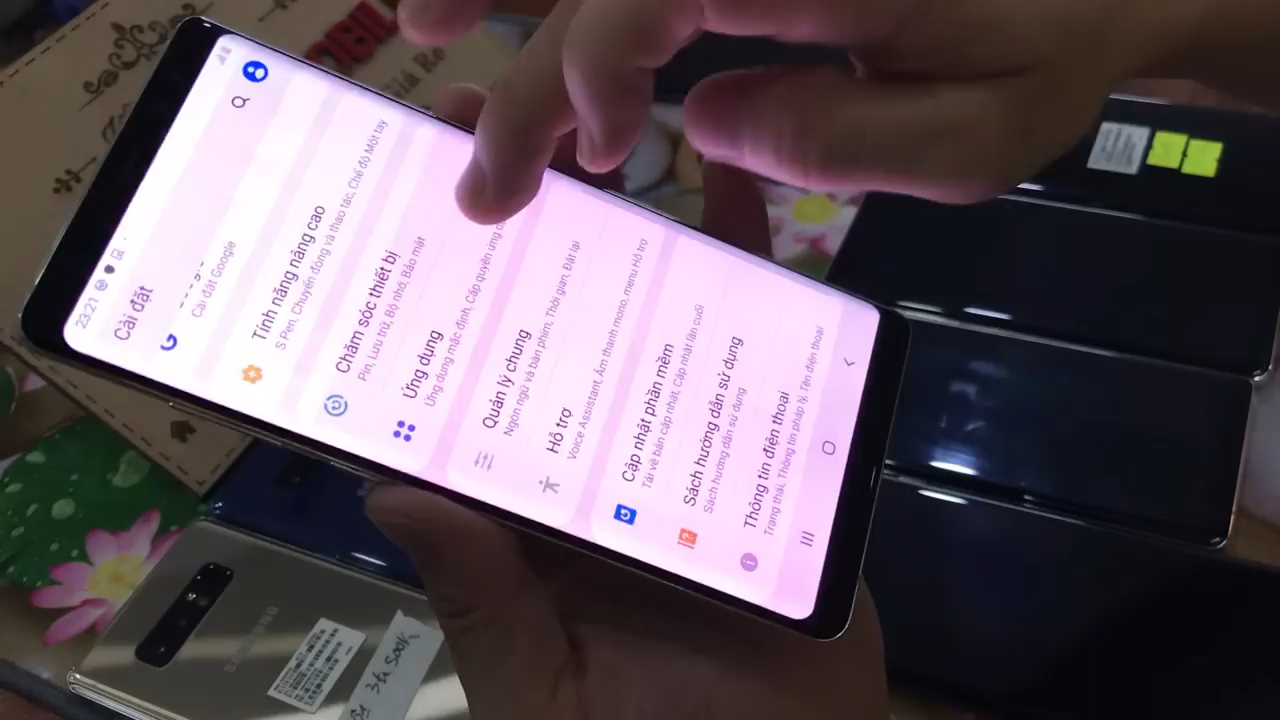 23:21
Cài đặt
Cài đặt Google
Tính năng nâng cao
S Pen, Chuyển động và thao tác, Chế độ Một tay
Chăm sóc thiết bị
Pin, Lưu trữ, Bộ nhớ, Bảo mật
Ứng dụng
Ứng dụng mặc định, Cấp quyền ứng
Quản lý chung
Ngôn ngữ và bàn phím, Thời gian, Đặt lại
Hỗ trợ
Voice Assistant, Âm thanh mono, menu Hỗ trợ
Cập nhật phần mềm
Tải về bản cập nhật, Cập nhật lần cuối
Sách hướng dẫn sử dụng
Sách hướng dẫn sử dụng
Thông tin điện thoại
Trạng thái, Thông tin pháp lý, Tên điện thoại
SAMSUNG
3tr 500k
Giá Rẻ